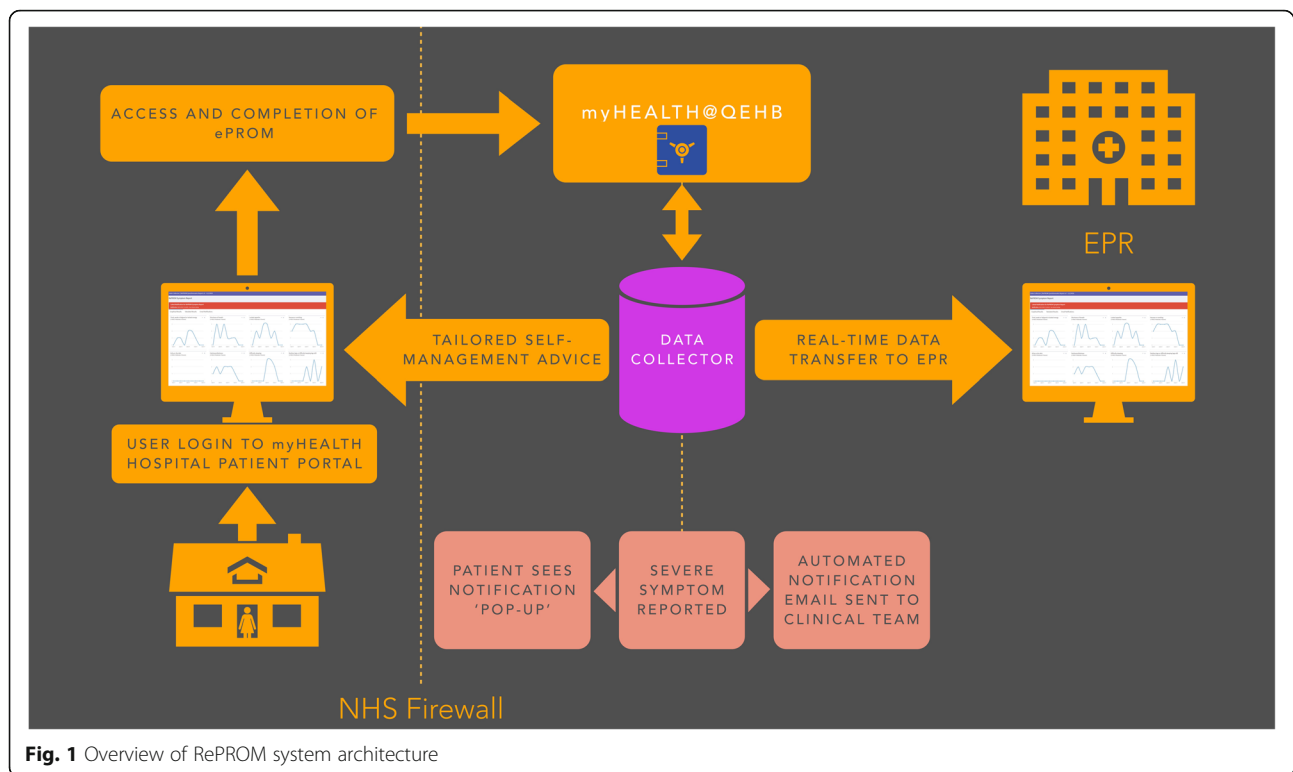 ACCESS AND COMPLETION OF
ePROM
myHEALTH@QEHB
EPR
TAILORED SELF-
MANAGEMENT ADVICE
DATA
COLLECTOR
REAL-TIME DATA
TRANSFER TO EPR
USER LOGIN TO myHEALTH
HOSPITAL PATIENT PORTAL
PATIENT SEES
NOTIFICATION
'POP-UP'
SEVERE
SYMPTOM
REPORTED
AUTOMATED
NOTIFICATION
EMAIL SENT TO
CLINICAL TEAM
NHS Firewall
Fig. 1 Overview of RePROM system architecture